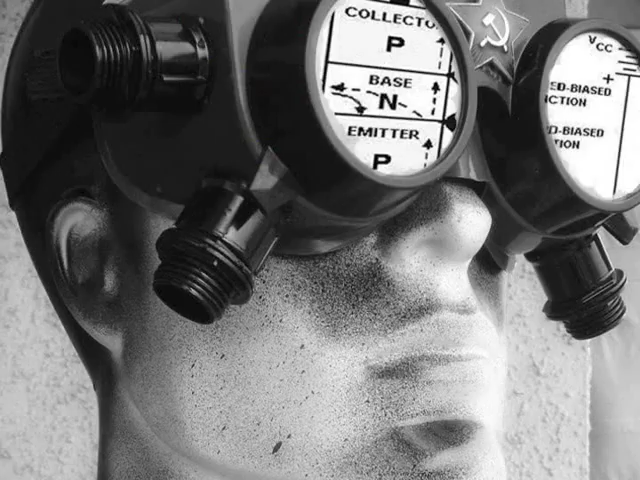 COLLECTO
P
BASE
N
EMITTER
P
VCC
+
ED-BIASED
CTION
D-BIASED
TION